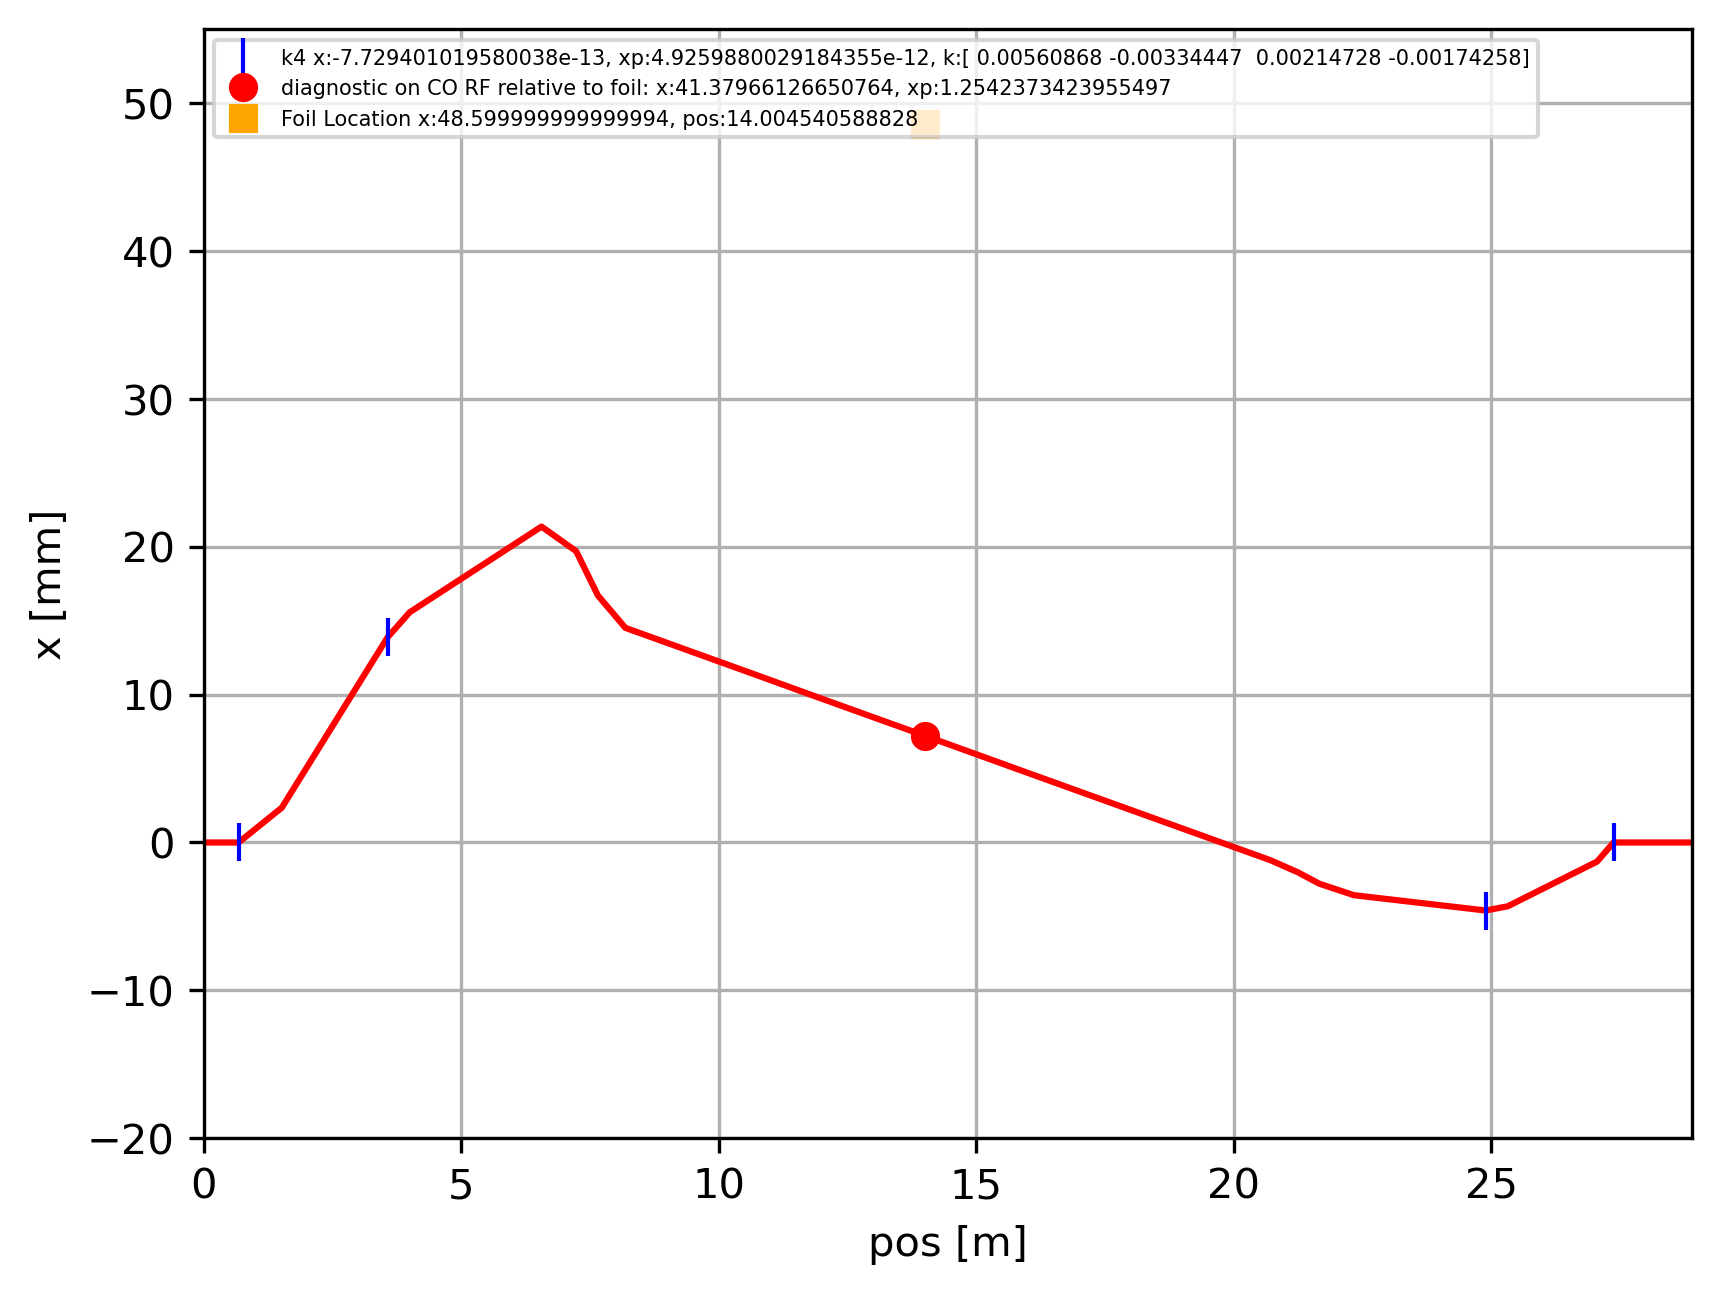 k4 x:-7.729401019580038e-13, xp:4.9259880029184355e-12, k:[ 0.00560868 -0.00334447  0.00214728 -0.00174258]
diagnostic on CO RF relative to foil: x:41.37966126650764, xp:1.2542373423955497
Foil Location x:48.599999999999994, pos:14.004540588828
50
40
30
20
10
0
−10
−20
x [mm]
0 5 10 15 20 25
pos [m]